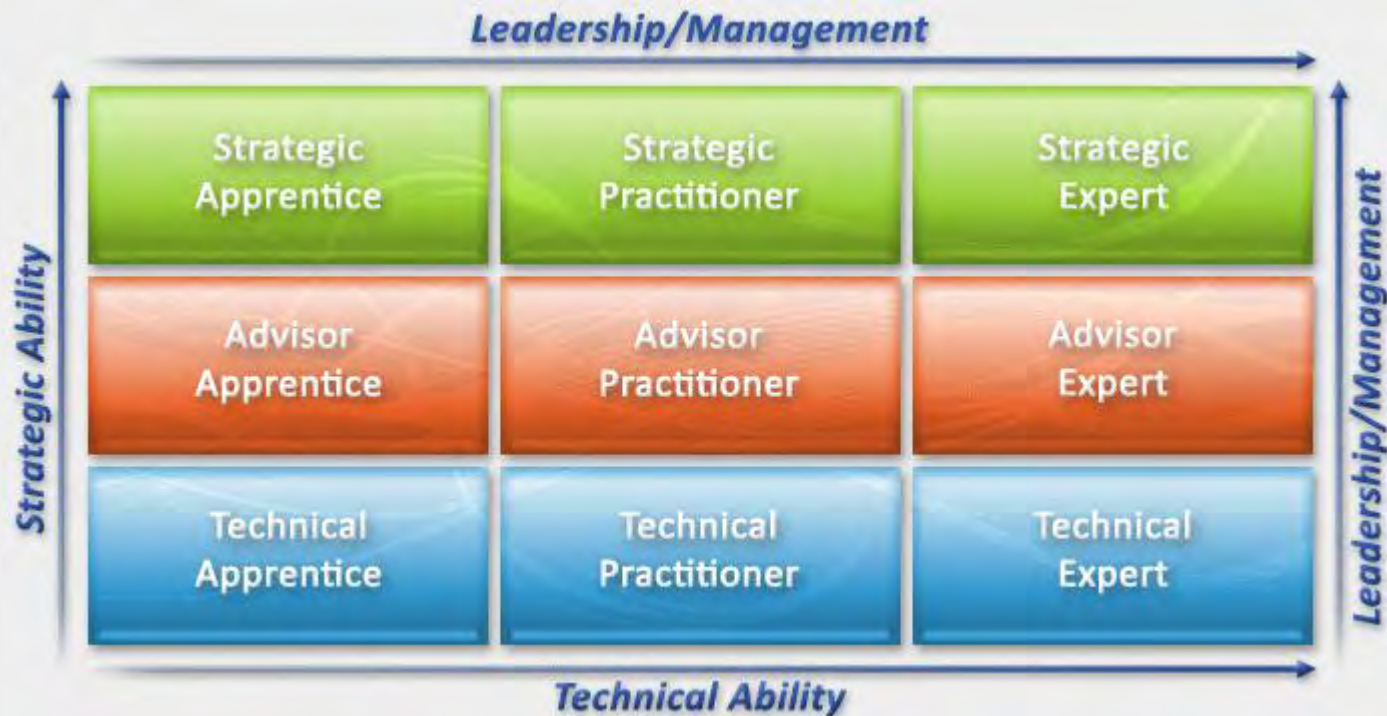 Leadership/Management
Strategic Ability
Strategic
Apprentice
Strategic
Practitioner
Strategic
Expert
Leadership/Management
Advisor
Apprentice
Advisor
Practitioner
Advisor
Expert
Technical
Apprentice
Technical
Practitioner
Technical
Expert
Technical Ability